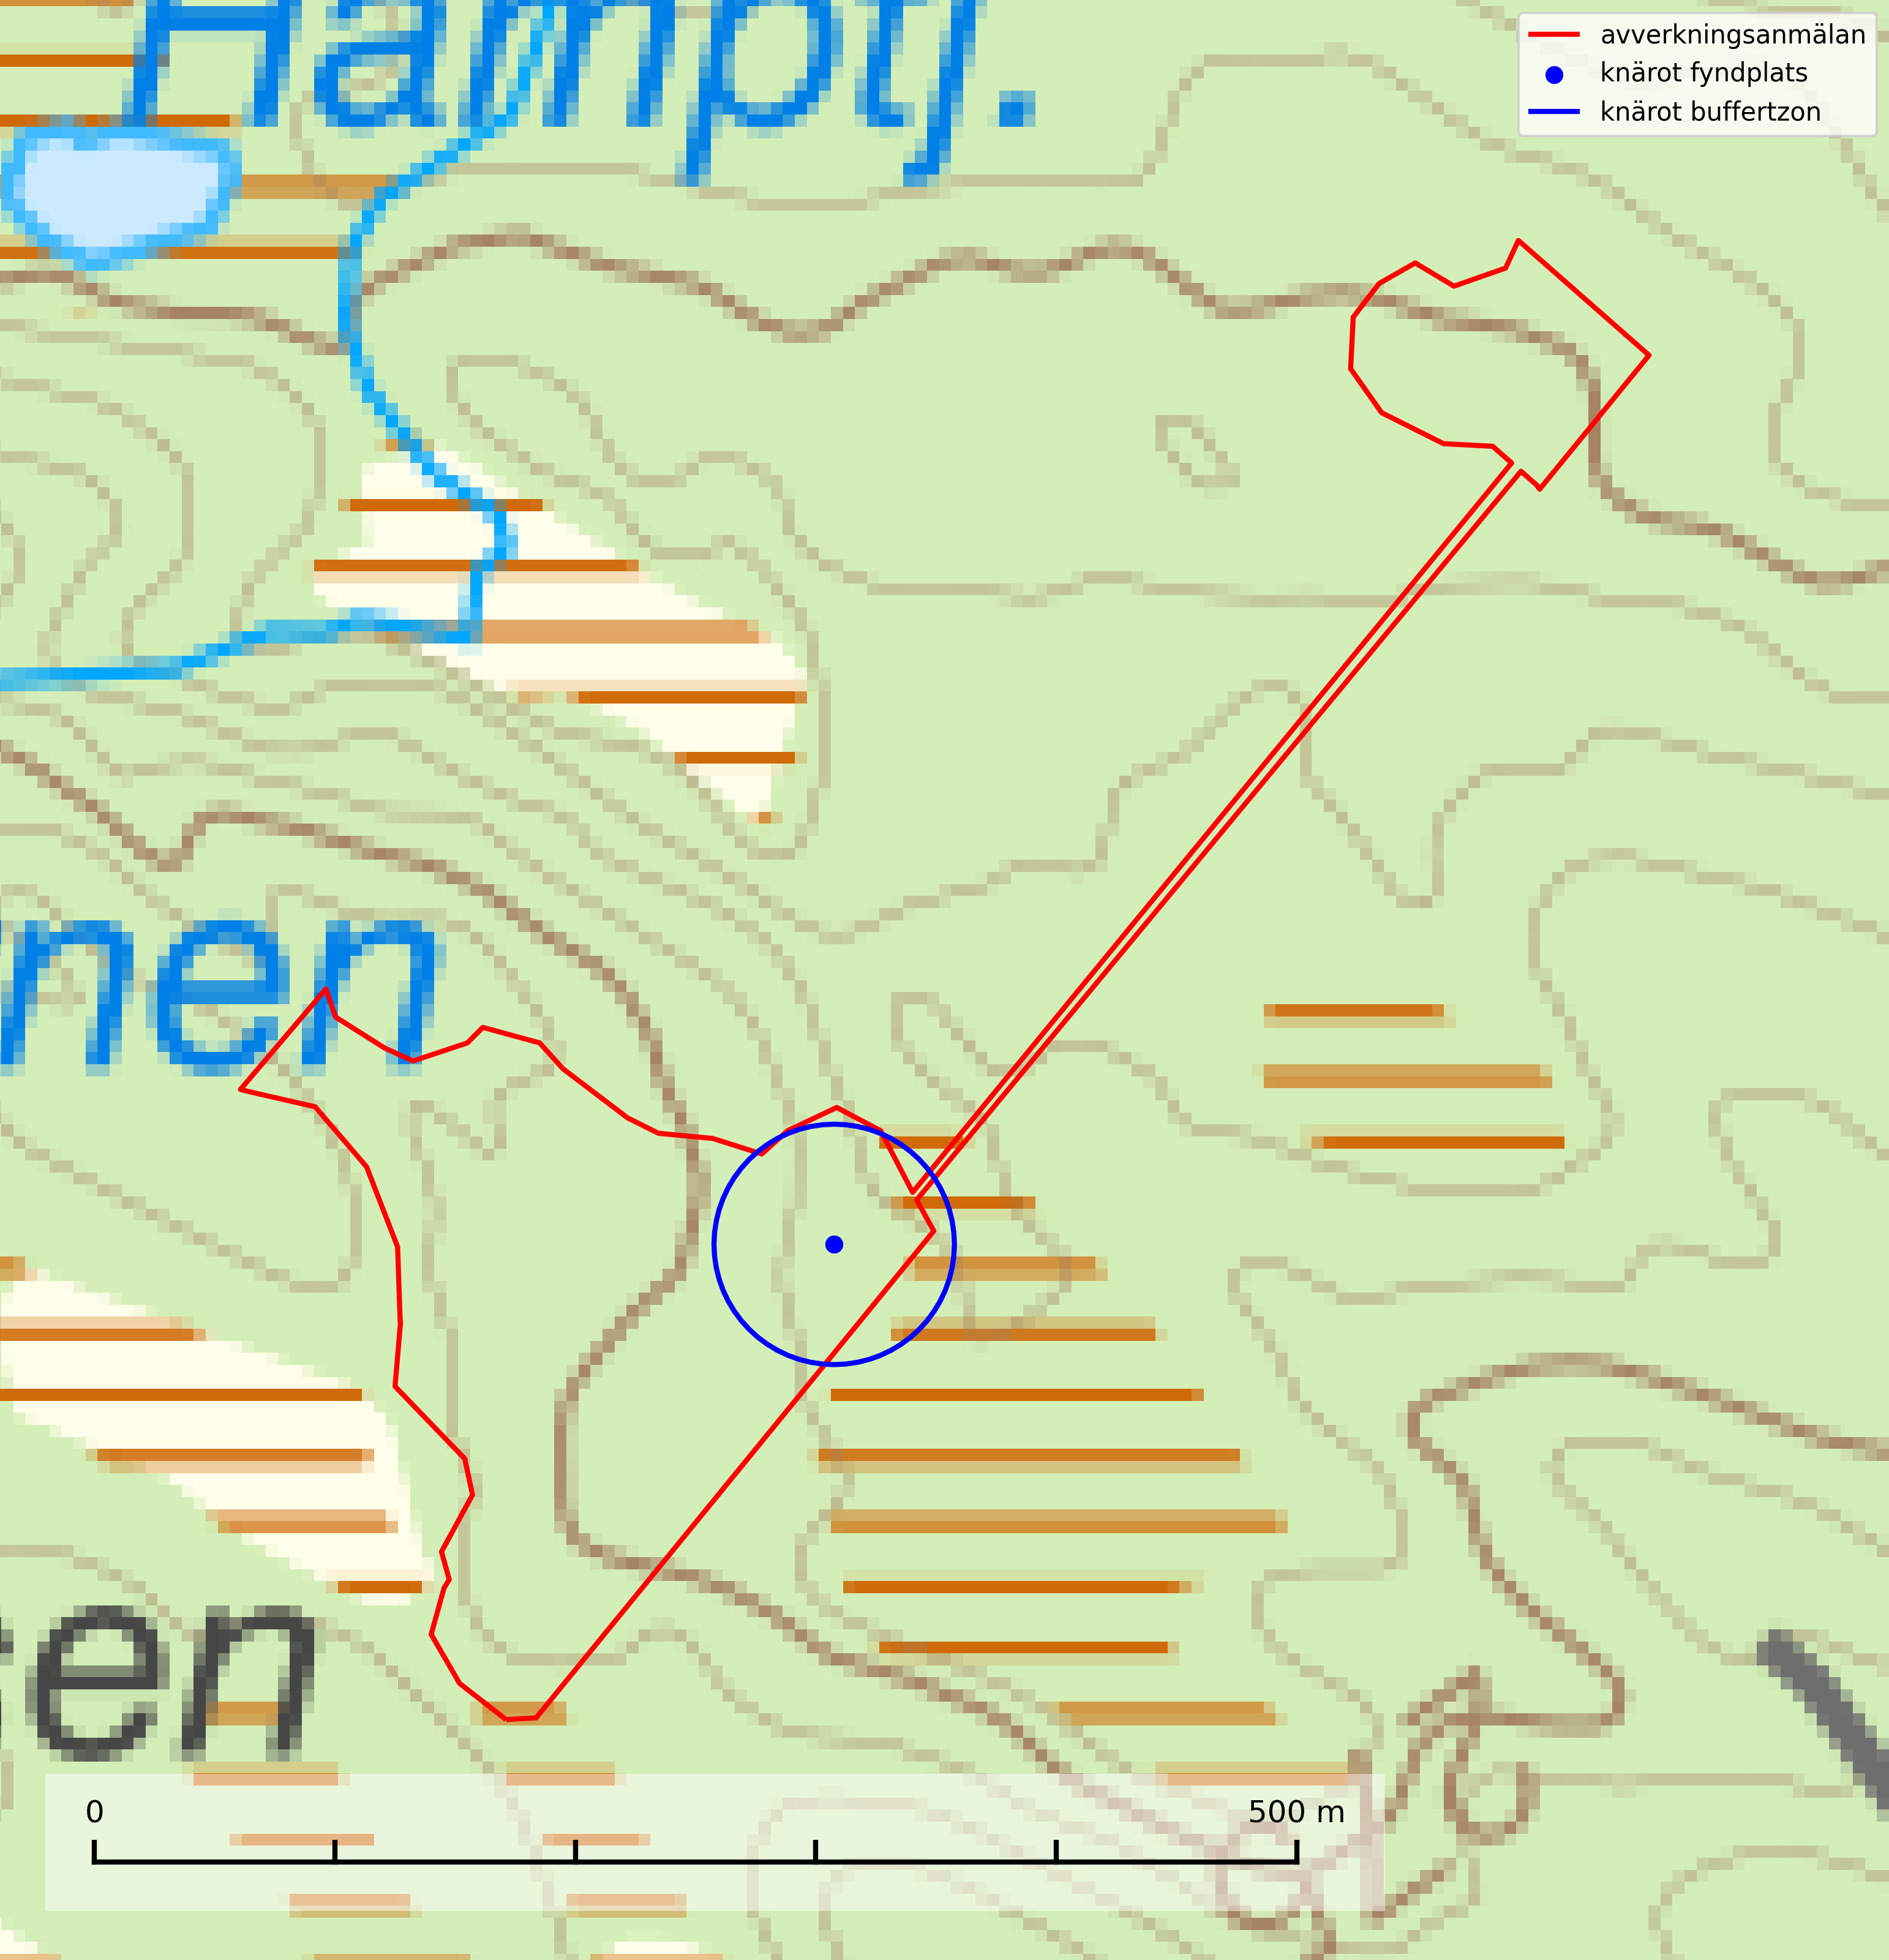 Hamptj.
avverkningsanmälan
knärot fyndplats
knärot buffertzon
nen
en
0
500 m